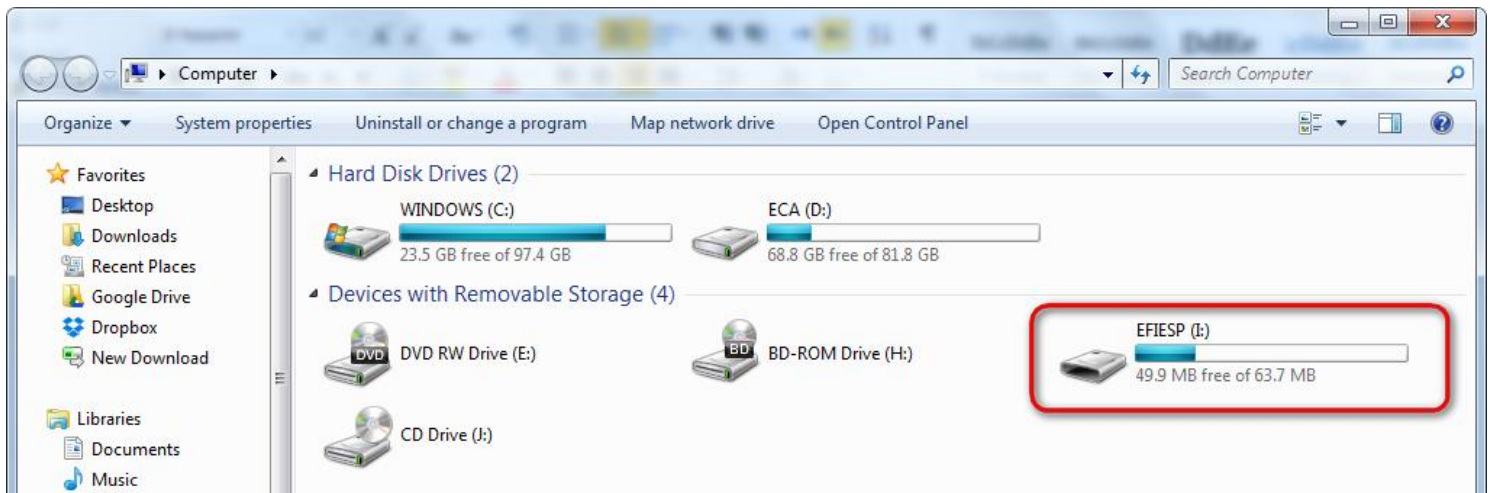 Computer
Search Computer
Organize System properties Uninstall or change a program Map network drive Open Control Panel
Favorites
Desktop
Downloads
Recent Places
Google Drive
Dropbox
New Download
Libraries
Documents
Music
Hard Disk Drives (2)
WINDOWS (C:)
23.5 GB free of 97.4 GB
ECA (D:)
68.8 GB free of 81.8 GB
Devices with Removable Storage (4)
DVD
DVD RW Drive (E:)
BD
BD-ROM Drive (H:)
EFIESP (I:)
49.9 MB free of 63.7 MB
CD Drive (J:)